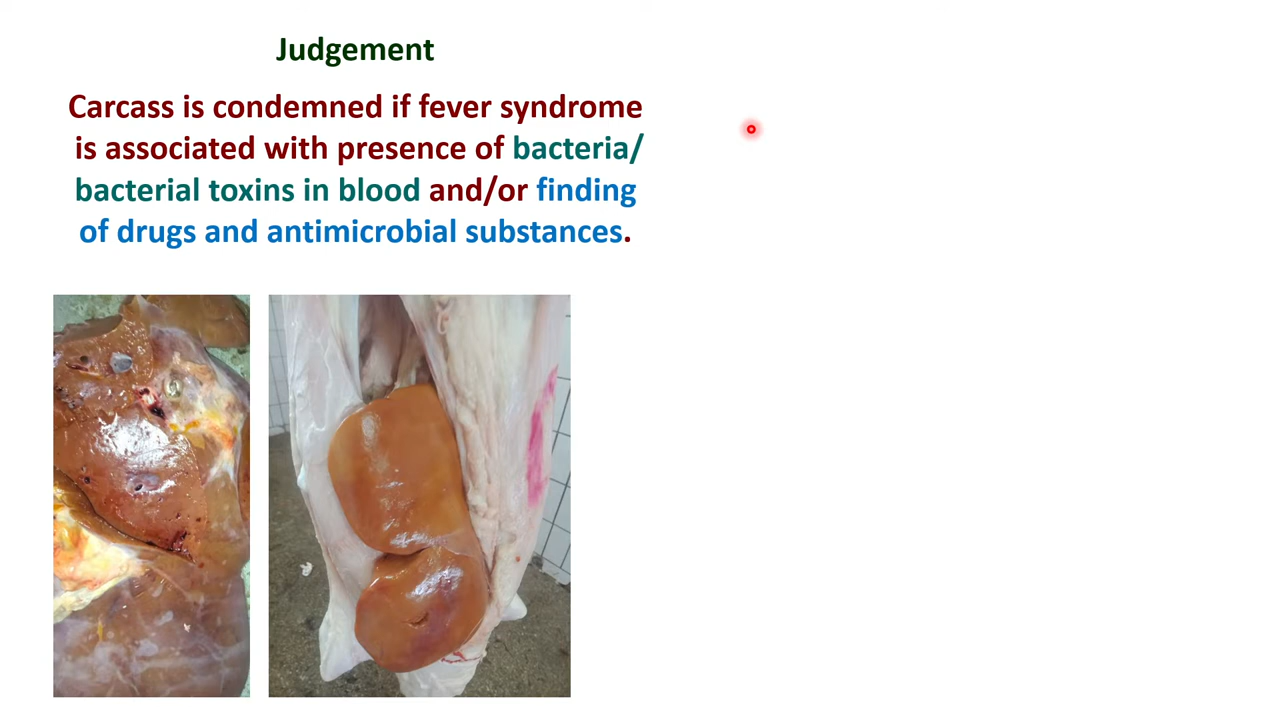 Judgement
Carcass is condemned if fever syndrome
is associated with presence of bacteria/
bacterial toxins in blood and/or finding
of drugs and antimicrobial substances.